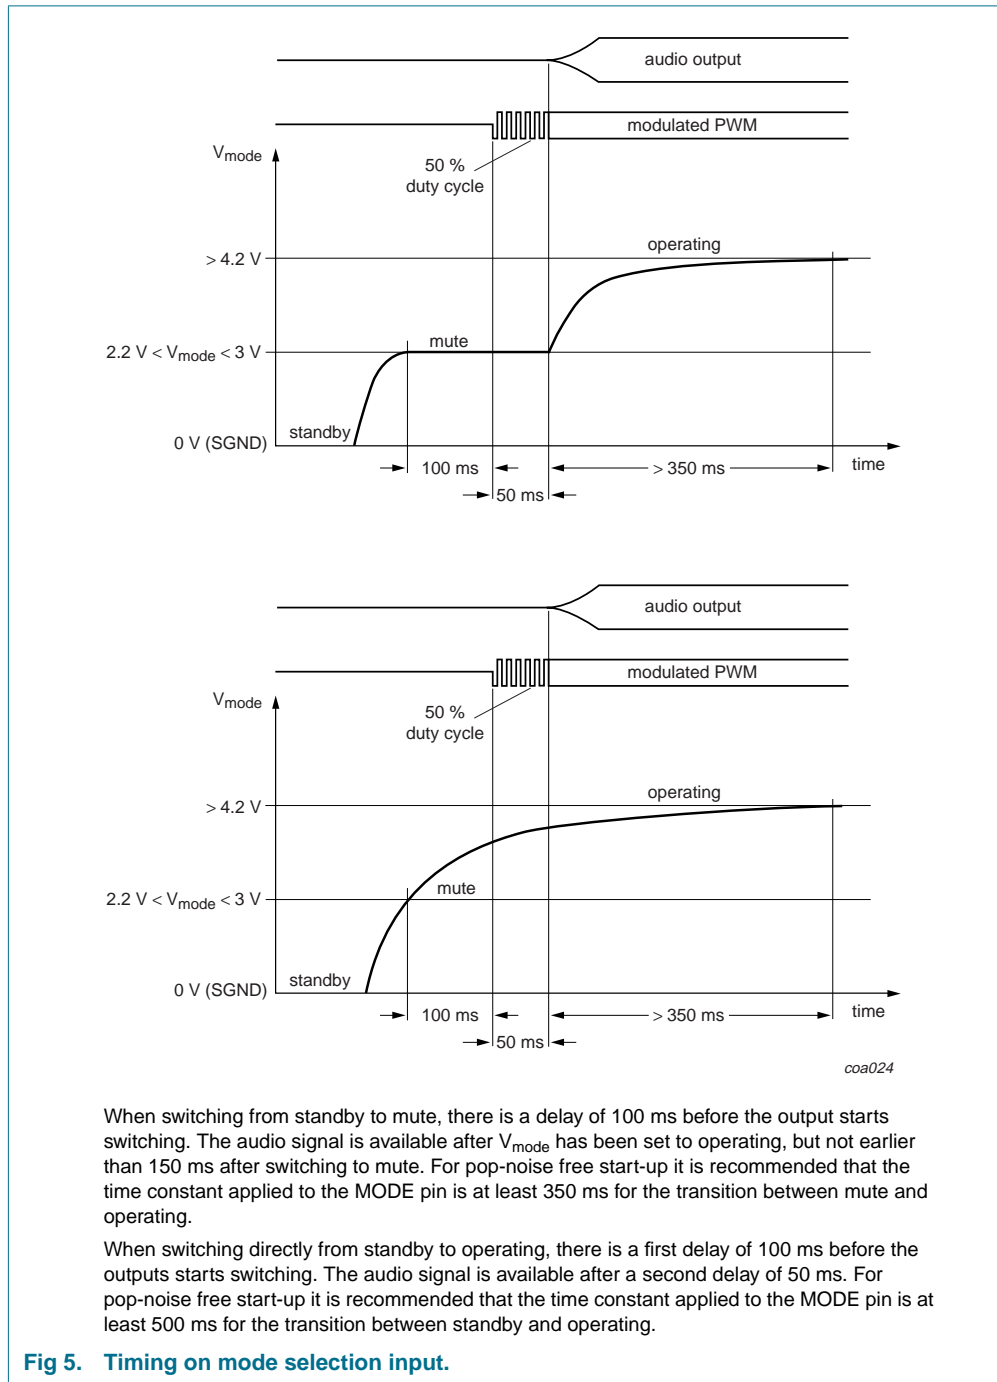 audio output
modulated PWM
Vmode
50 %
duty cycle
operating
> 4.2 V
mute
2.2 V < Vmode < 3 V
standby
0 V (SGND)
time
100 ms
> 350 ms
50 ms
audio output
modulated PWM
Vmode
50 %
duty cycle
operating
> 4.2 V
mute
2.2 V < Vmode < 3 V
standby
0 V (SGND)
time
100 ms
> 350 ms
50 ms
coa024
When switching from standby to mute, there is a delay of 100 ms before the output starts
switching. The audio signal is available after Vmode has been set to operating, but not earlier
than 150 ms after switching to mute. For pop-noise free start-up it is recommended that the
time constant applied to the MODE pin is at least 350 ms for the transition between mute and
operating.
When switching directly from standby to operating, there is a first delay of 100 ms before the
outputs starts switching. The audio signal is available after a second delay of 50 ms. For
pop-noise free start-up it is recommended that the time constant applied to the MODE pin is at
least 500 ms for the transition between standby and operating.
Fig 5. Timing on mode selection input.